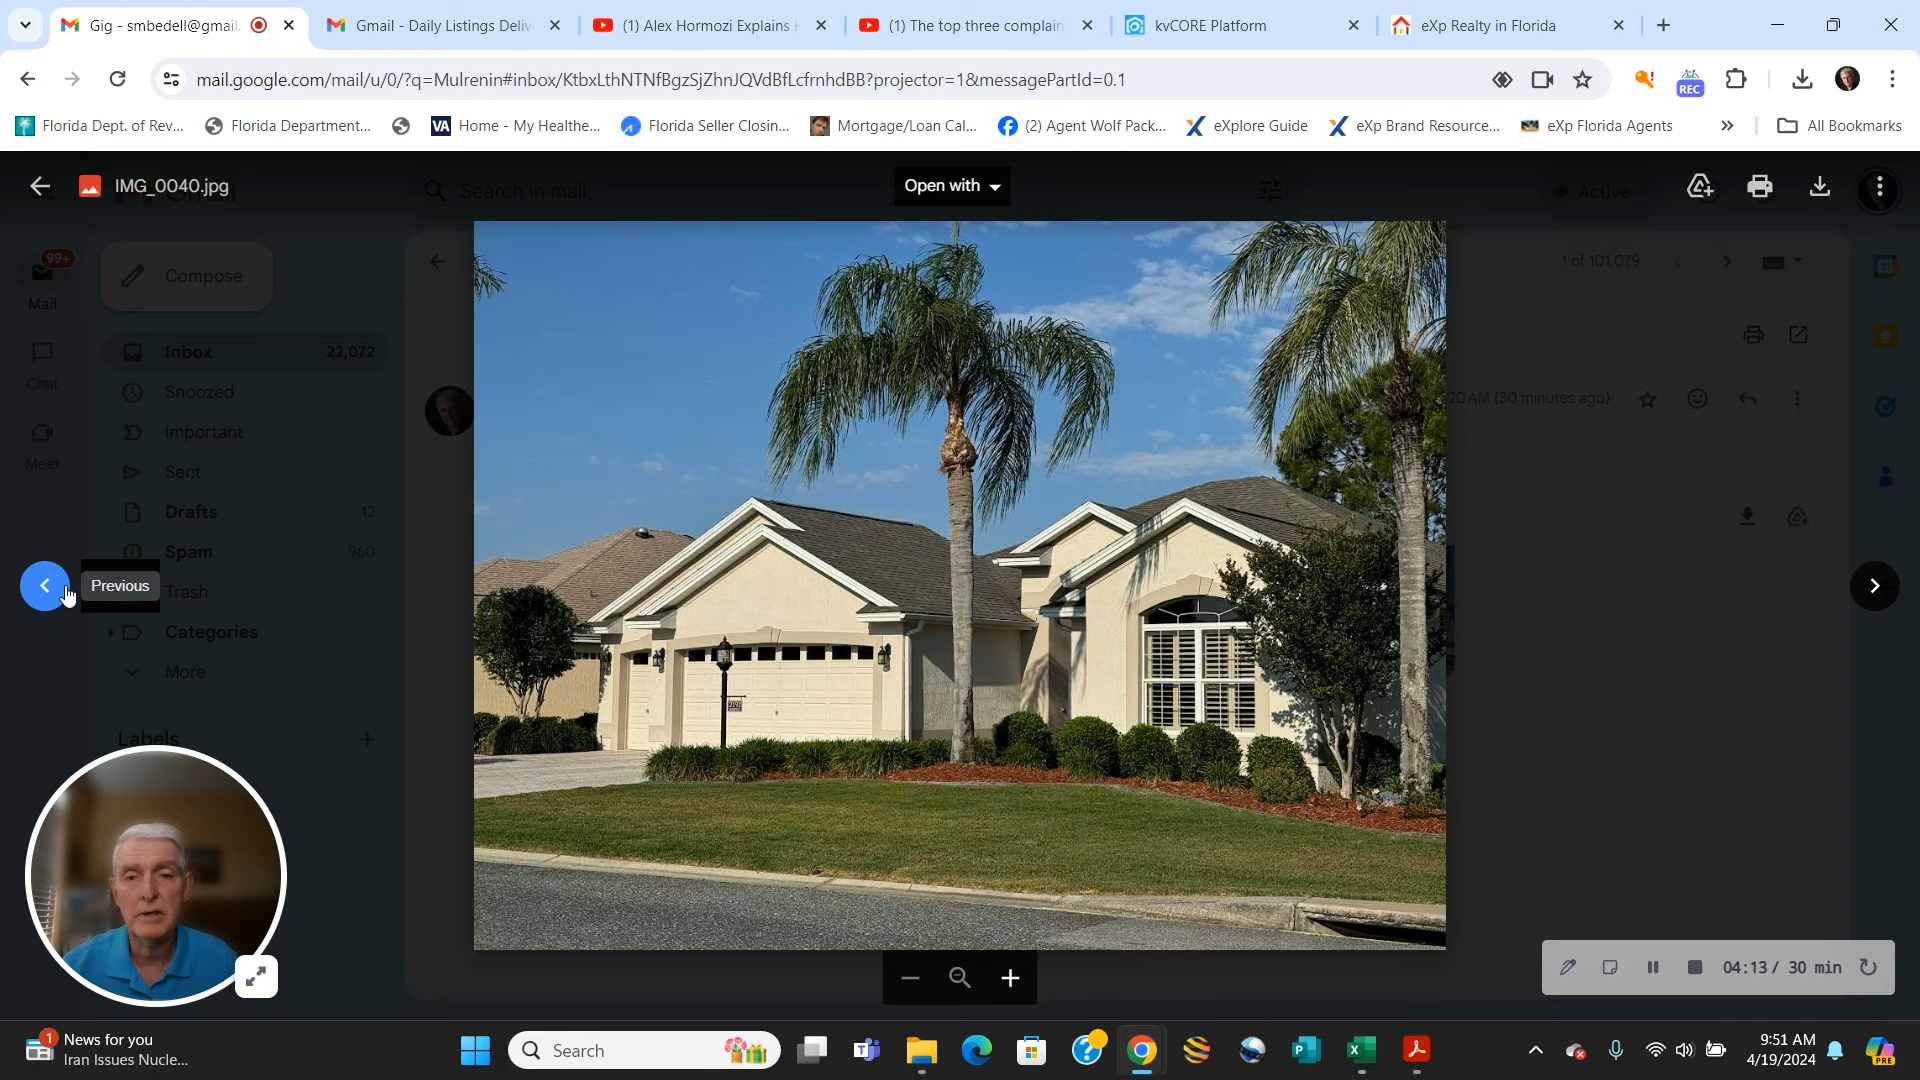 Gig - smbedell@gmail.
Gmail - Daily Listings Deliv
(1) Alex Hormozi Explains H
(1) The top three complain
kvCORE Platform
eXp Realty in Florida
mail.google.com/mail/u/0/?q=Mulrenin#inbox/KtbxLthNTNfBgzSjZhnJQVdBfLcfrnhdBB?projector=1&messagePartId=0.1
REC
Florida Dept. of Rev...
Florida Department...
VA Home - My Healthe...
Florida Seller Closin...
Mortgage/Loan Cal...
(2) Agent Wolf Pack...
eXplore Guide
eXp Brand Resource...
eXp Florida Agents
All Bookmarks
IMG_0040.jpg
Search in mail
Open with
Active
99+
Compose
1 of 101,079
31
Mail
Inbox 22,072
Chat
Snoozed
20 AM (30 minutes ago)
Important
Meet
Sent
Drafts 12
Spam 960
Previous
Trash
Categories
More
2192
Labels
04:13 / 30 min
1
News for you
Iran Issues Nucle...
Search
9:51 AM
4/19/2024
PRE